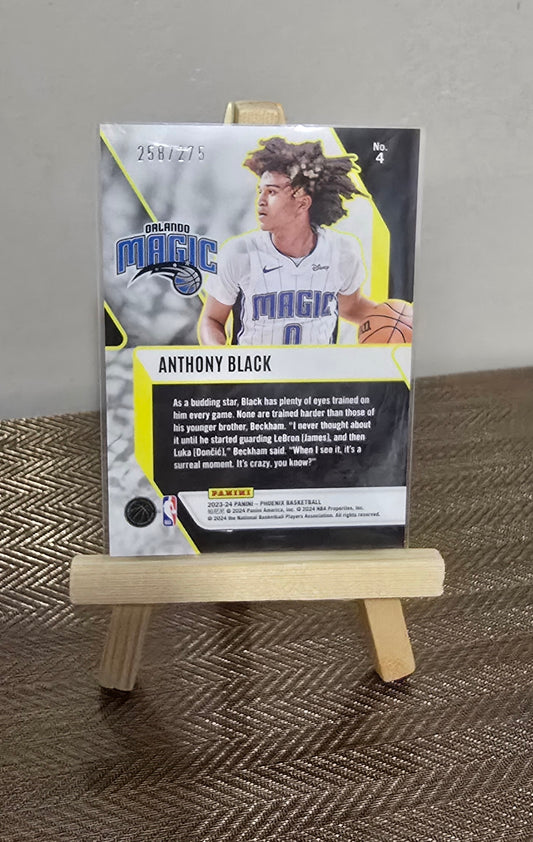 258/275
No.
4
ORLANDO
MAGIC
Disney
MAGIC
0
ANTHONY BLACK
As a budding star, Black has plenty of eyes trained on
him every game. None are trained harder than those of
his younger brother, Beckham. “I never thought about
it until he started guarding LeBron [James], and then
Luka [Dončić],” Beckham said. “When I see it, it’s a
surreal moment. It’s crazy, you know?”
PANINI
2023-24 PANINI – PHOENIX BASKETBALL
© 2024 Panini America, Inc. © 2024 NBA Properties, Inc.
© 2024 the National Basketball Players Association. All rights reserved.
NBA